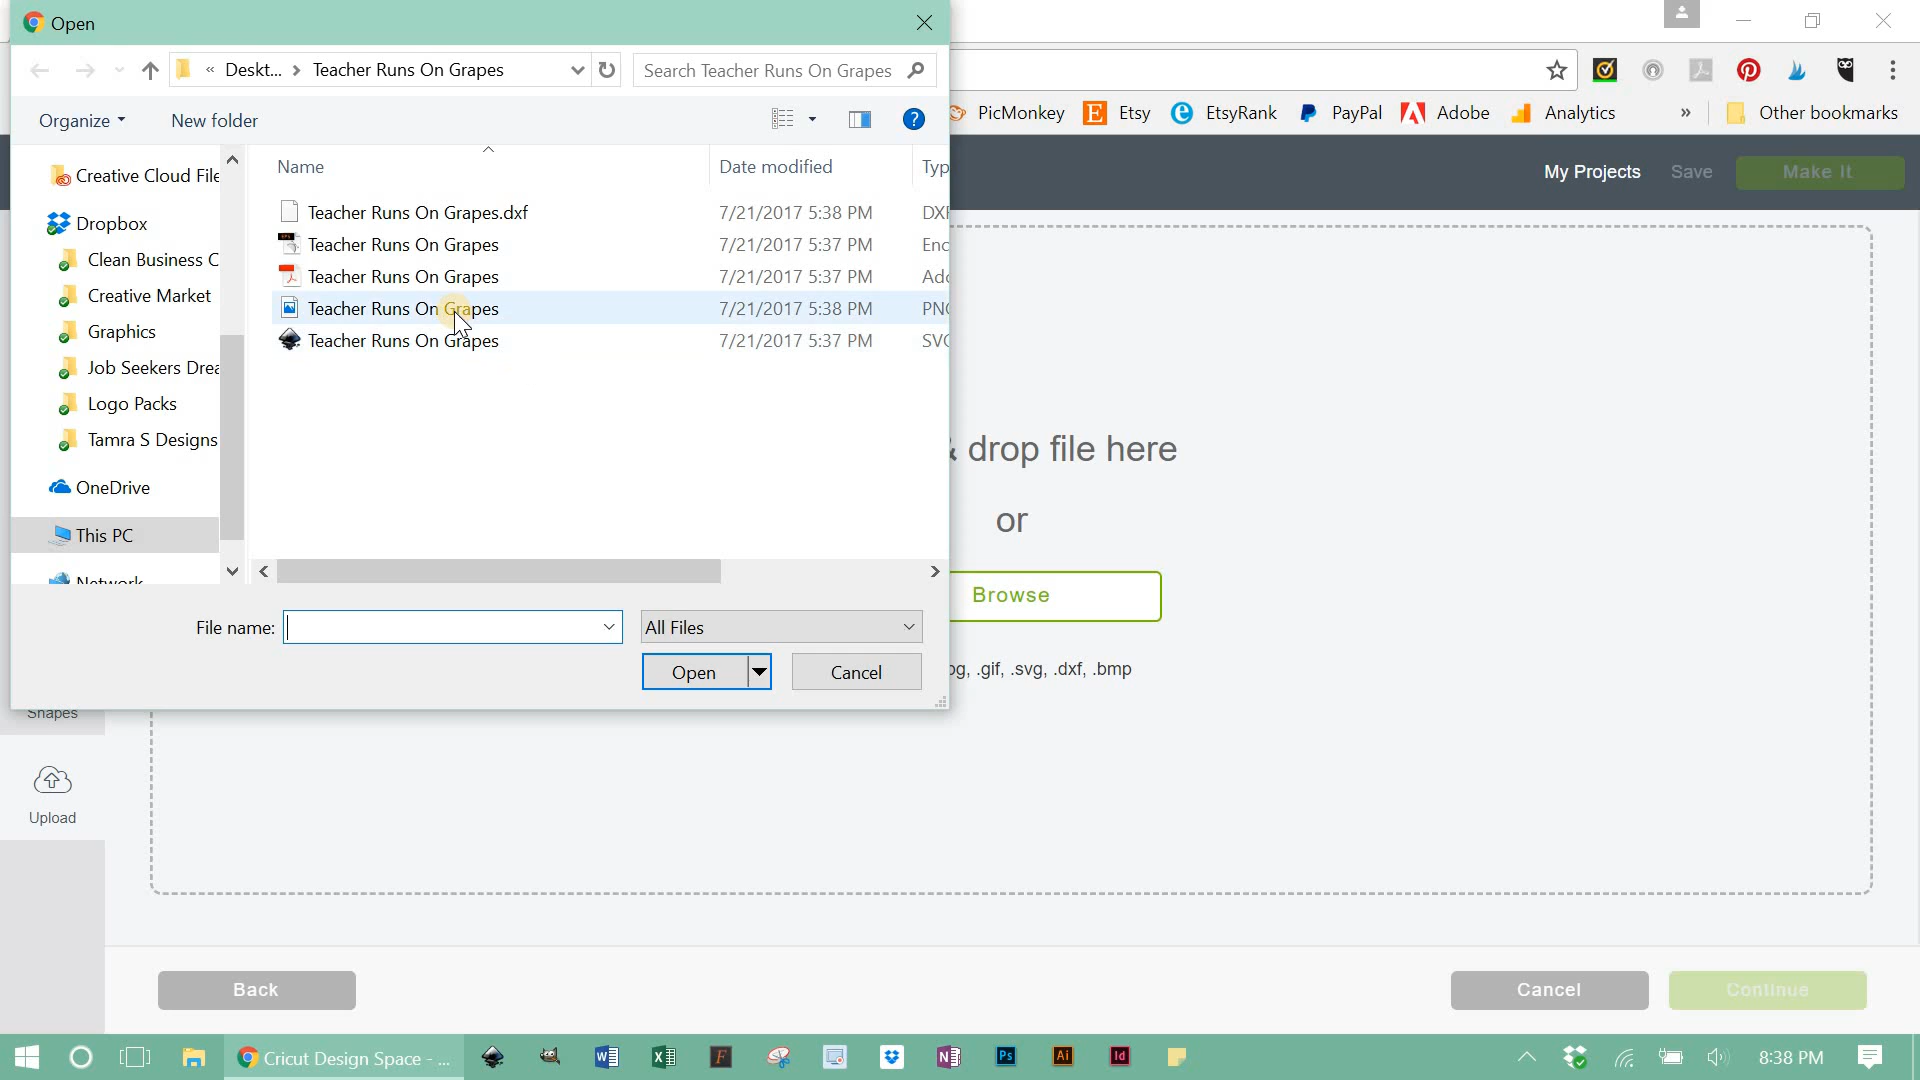 Open
« Deskt... > Teacher Runs On Grapes
Search Teacher Runs On Grapes
PicMonkey Etsy EtsyRank PayPal Adobe Analytics » Other bookmarks
Organize New folder
My Projects Save Make It
Name Date modified Typ
Creative Cloud File
Dropbox
Clean Business C
Creative Market
Graphics
Job Seekers Drea
Logo Packs
Tamra S Designs
OneDrive
This PC
Network
Teacher Runs On Grapes.dxf 7/21/2017 5:38 PM DXF
Teacher Runs On Grapes 7/21/2017 5:37 PM Enc
Teacher Runs On Grapes 7/21/2017 5:37 PM Ado
Teacher Runs On Grapes 7/21/2017 5:38 PM PNG
Teacher Runs On Grapes 7/21/2017 5:37 PM SVG
& drop file here
or
Browse
.gif, .svg, .dxf, .bmp
File name: All Files
Open Cancel
Shapes
Upload
Back Cancel Continue
Cricut Design Space - ... 8:38 PM